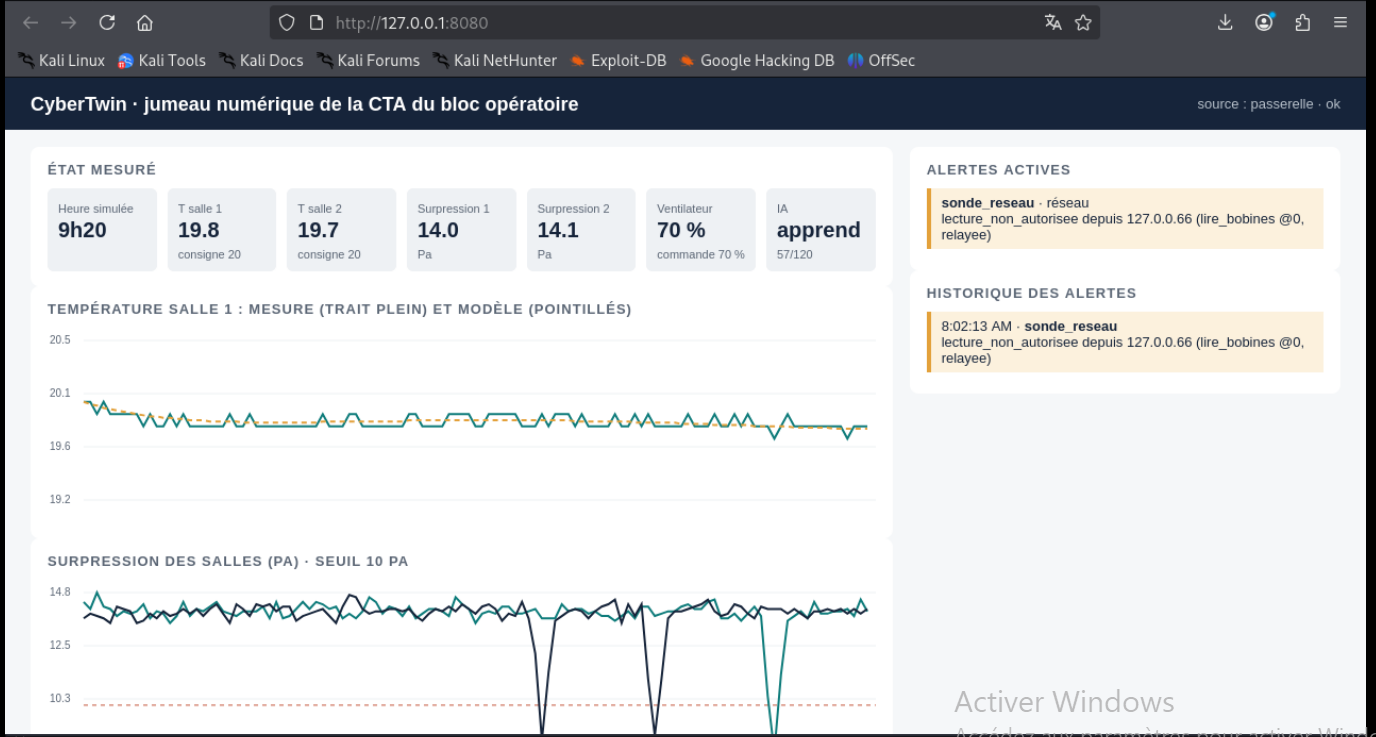 http://127.0.0.1:8080
Kali Linux Kali Tools Kali Docs Kali Forums Kali NetHunter Exploit-DB Google Hacking DB OffSec
CyberTwin · jumeau numérique de la CTA du bloc opératoire
source : passerelle · ok
ÉTAT MESURÉ
Heure simulée
9h20
T salle 1
19.8
consigne 20
T salle 2
19.7
consigne 20
Surpression 1
14.0
Pa
Surpression 2
14.1
Pa
Ventilateur
70 %
commande 70 %
IA
apprend
57/120
TEMPÉRATURE SALLE 1 : MESURE (TRAIT PLEIN) ET MODÈLE (POINTILLÉS)
20.5
20.1
19.6
19.2
SURPRESSION DES SALLES (PA) · SEUIL 10 PA
14.8
12.5
10.3
ALERTES ACTIVES
sonde_reseau · réseau
lecture_non_autorisee depuis 127.0.0.66 (lire_bobines @0,
relayee)
HISTORIQUE DES ALERTES
8:02:13 AM · sonde_reseau
lecture_non_autorisee depuis 127.0.0.66 (lire_bobines @0,
relayee)
Activer Windows